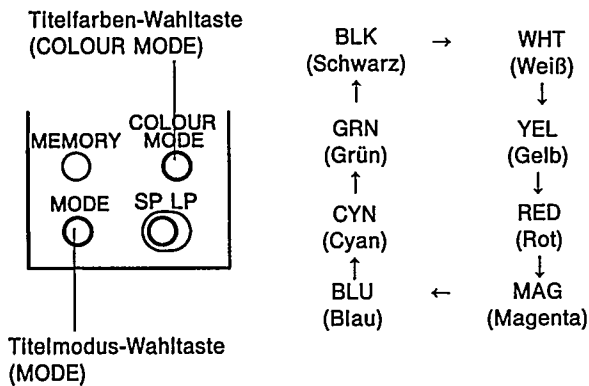 Titelfarben-Wahltaste
(COLOUR MODE)
MEMORY
COLOUR
MODE
MODE
SP LP
Titelmodus-Wahltaste
(MODE)
BLK → WHT
(Schwarz) (Weiß)
↑ ↓
GRN YEL
(Grün) (Gelb)
↑ ↓
CYN RED
(Cyan) (Rot)
↑ ↓
BLU ← MAG
(Blau) (Magenta)